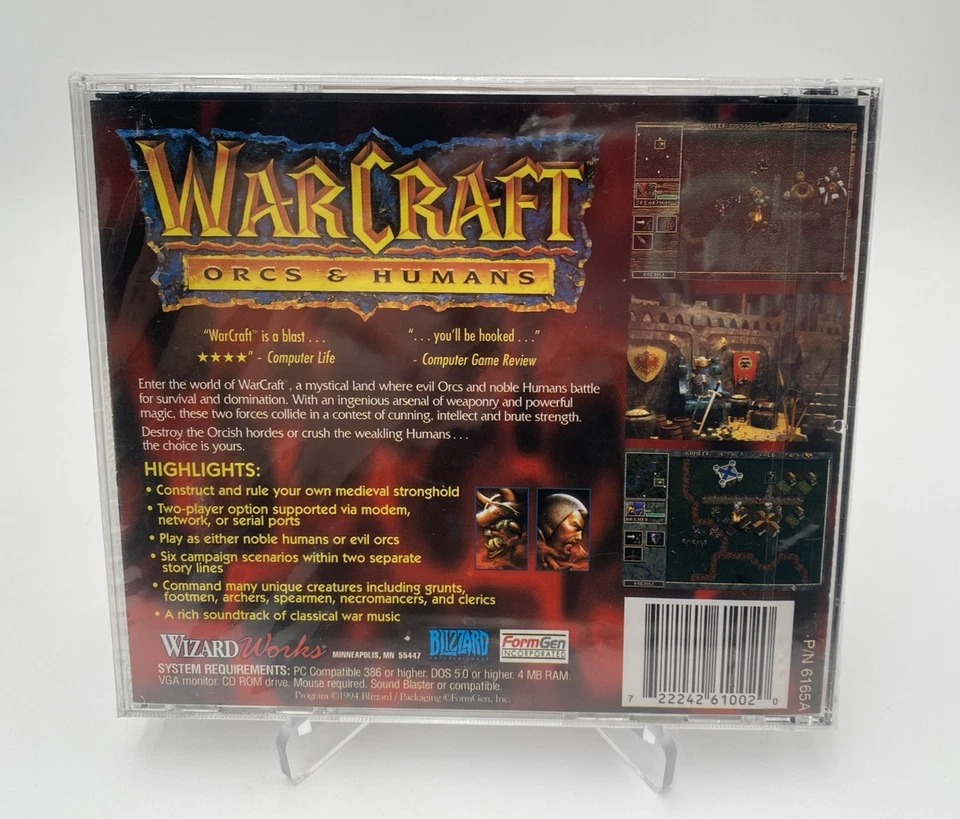 WARCRAFT™
ORCS & HUMANS
"WarCraft™ is a blast . . .
★★★★" - Computer Life
". . . you'll be hooked . . ."
- Computer Game Review
Enter the world of WarCraft™, a mystical land where evil Orcs and noble Humans battle
for survival and domination. With an ingenious arsenal of weaponry and powerful
magic, these two forces collide in a contest of cunning, intellect and brute strength.
Destroy the Orcish hordes or crush the weakling Humans . . .
the choice is yours.
HIGHLIGHTS:
• Construct and rule your own medieval stronghold
• Two-player option supported via modem,
network, or serial ports
• Play as either noble humans or evil orcs
• Six campaign scenarios within two separate
story lines
• Command many unique creatures including grunts,
footmen, archers, spearmen, necromancers, and clerics
• A rich soundtrack of classical war music
WIZARDWorks MINNEAPOLIS, MN 55447
BLIZZARD
ENTERTAINMENT
FormGen
INCORPORATED
SYSTEM REQUIREMENTS: PC Compatible 386 or higher. DOS 5.0 or higher. 4 MB RAM.
VGA monitor. CD ROM drive. Mouse required. Sound Blaster or compatible.
Program ©1994 Blizzard / Packaging ©FormGen, Inc.
MENU
MENU
7 22242 61002 0
P/N 6165A